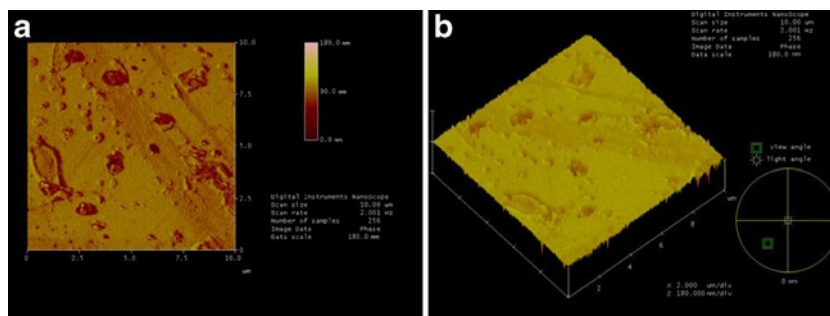 a
10.0
7.5
5.0
2.5
0
0
2.5
5.0
7.5
10.0
um
180.0 nm
90.0 nm
0.0 nm
Digital Instruments NanoScope
Scan size 10.00 um
Scan rate 2.001 Hz
Number of samples 256
Image Data Phase
Data scale 180.0 nm
b
Digital Instruments NanoScope
Scan size 10.00 um
Scan rate 2.001 Hz
Number of samples 256
Image Data Phase
Data scale 180.0 nm
view angle
light angle
um
8
6
4
2
X 2.000 um/div
Z 180.000 nm/div
0 mm